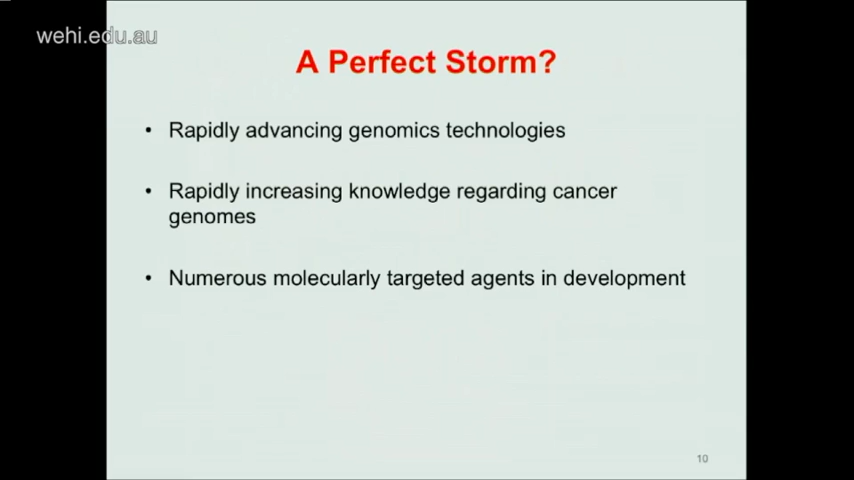 wehi.edu.au
A Perfect Storm?
• Rapidly advancing genomics technologies
• Rapidly increasing knowledge regarding cancer
genomes
• Numerous molecularly targeted agents in development
10